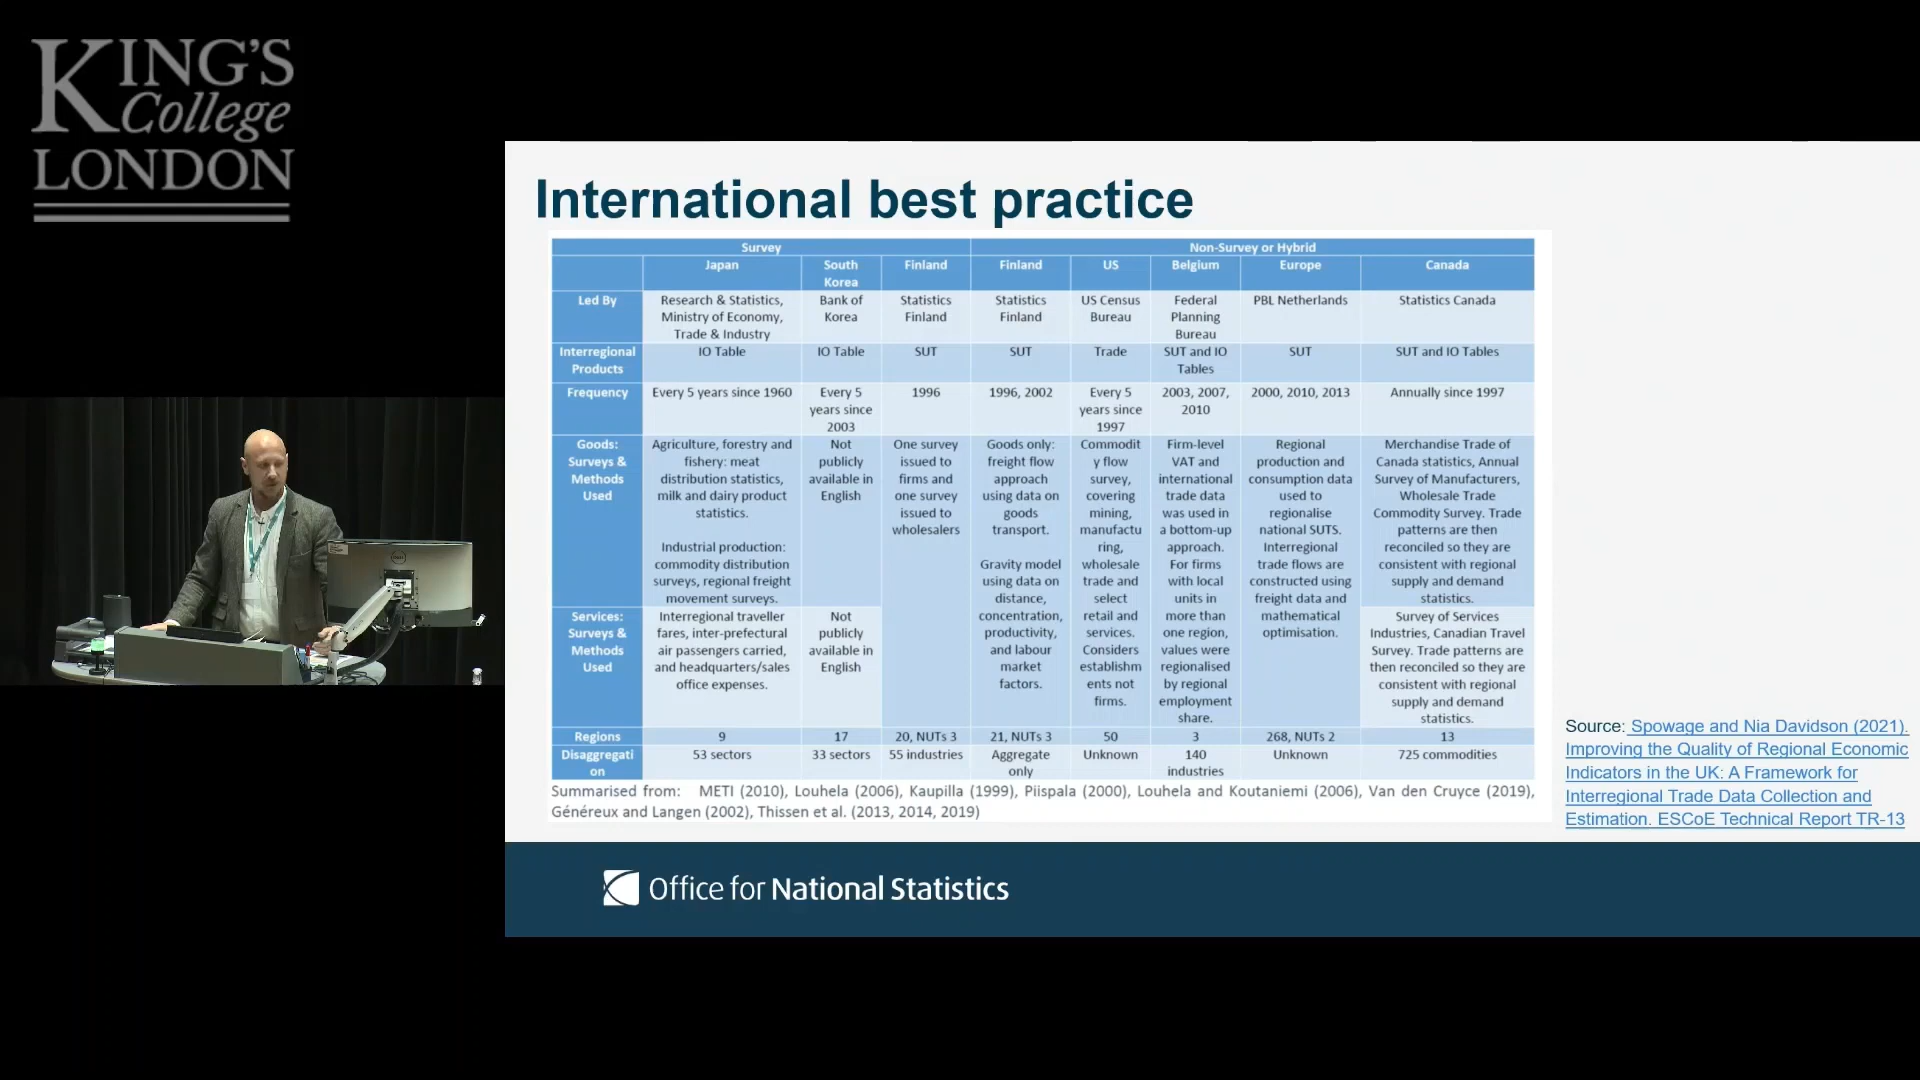 KING'S
College
LONDON
International best practice
Survey
Non-Survey or Hybrid
Japan
South
Korea
Finland
Finland
US
Belgium
Europe
Canada
Led By
Research & Statistics,
Ministry of Economy,
Trade & Industry
Bank of
Korea
Statistics
Finland
Statistics
Finland
US Census
Bureau
Federal
Planning
Bureau
PBL Netherlands
Statistics Canada
Interregional
Products
IO Table
IO Table
SUT
SUT
Trade
SUT and IO
Tables
SUT
SUT and IO Tables
Frequency
Every 5 years since 1960
Every 5
years since
2003
1996
1996, 2002
Every 5
years since
1997
2003, 2007,
2010
2000, 2010, 2013
Annually since 1997
Goods:
Surveys &
Methods
Used
Agriculture, forestry and
fishery: meat
distribution statistics,
milk and dairy product
statistics.
Industrial production:
commodity distribution
surveys, regional freight
movement surveys.
Not
publicly
available in
English
One survey
issued to
firms and
one survey
issued to
wholesalers
Goods only:
freight flow
approach
using data on
goods
transport.
Gravity model
using data on
distance,
concentration,
productivity,
and labour
market
factors.
Commodit
y flow
survey,
covering
mining,
manufactu
ring,
wholesale
trade and
select
retail and
services.
Considers
establishm
ents not
firms.
Firm-level
VAT and
international
trade data
was used in
a bottom-up
approach.
For firms
with local
units in
more than
one region,
values were
regionalised
by regional
employment
share.
Regional
production and
consumption data
used to
regionalise
national SUTS.
Interregional
trade flows are
constructed using
freight data and
mathematical
optimisation.
Merchandise Trade of
Canada statistics, Annual
Survey of Manufacturers,
Wholesale Trade
Commodity Survey. Trade
patterns are then
reconciled so they are
consistent with regional
supply and demand
statistics.
Services:
Surveys &
Methods
Used
Interregional traveller
fares, inter-prefectural
air passengers carried,
and headquarters/sales
office expenses.
Not
publicly
available in
English
Survey of Services
Industries, Canadian Travel
Survey. Trade patterns are
then reconciled so they are
consistent with regional
supply and demand
statistics.
Regions
9
17
20, NUTs 3
21, NUTs 3
50
3
268, NUTs 2
13
Disaggregati
on
53 sectors
33 sectors
55 industries
Aggregate
only
Unknown
140
industries
Unknown
725 commodities
Summarised from: METI (2010), Louhela (2006), Kaupilla (1999), Piispala (2000), Louhela and Koutaniemi (2006), Van den Cruyce (2019),
Généreux and Langen (2002), Thissen et al. (2013, 2014, 2019)
Source: Spowage and Nia Davidson (2021).
Improving the Quality of Regional Economic
Indicators in the UK: A Framework for
Interregional Trade Data Collection and
Estimation. ESCoE Technical Report TR-13
Office for National Statistics